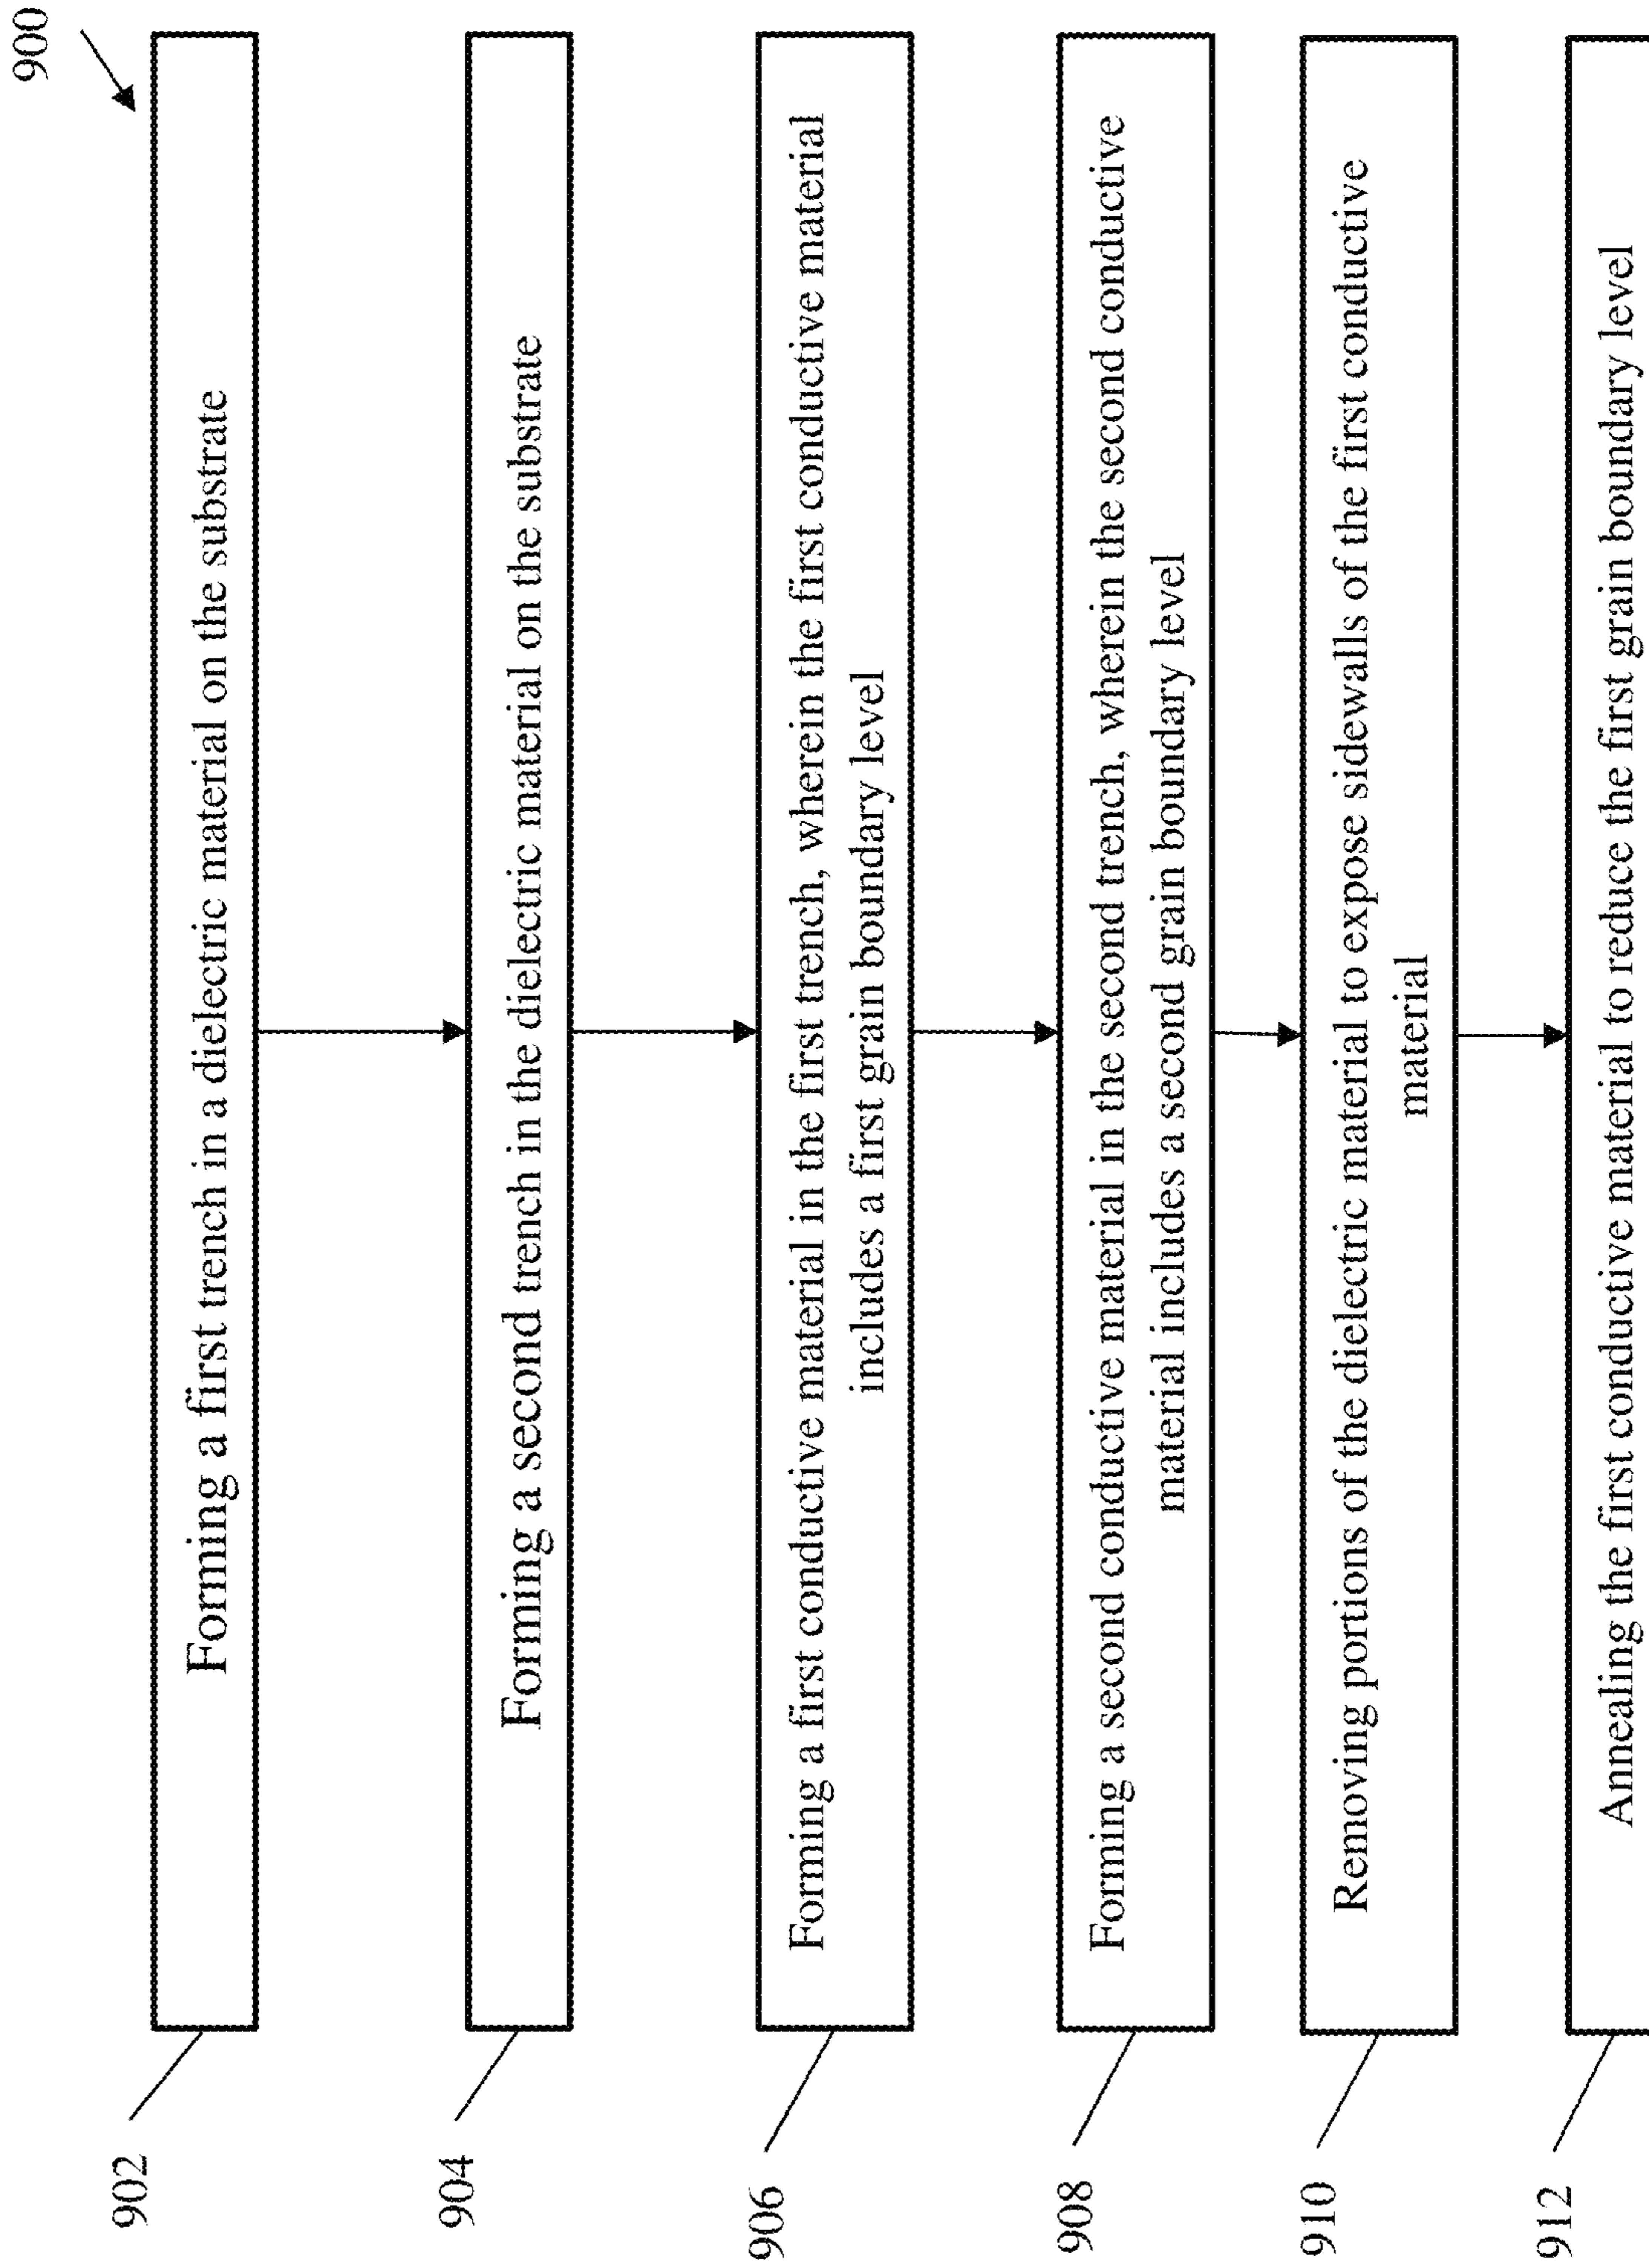 900
902
Forming a first trench in a dielectric material on the substrate
904
Forming a second trench in the dielectric material on the substrate
906
Forming a first conductive material in the first trench, wherein the first conductive material
includes a first grain boundary level
908
Forming a second conductive material in the second trench, wherein the second conductive
material includes a second grain boundary level
910
Removing portions of the dielectric material to expose sidewalls of the first conductive
material
912
Annealing the first conductive material to reduce the first grain boundary level